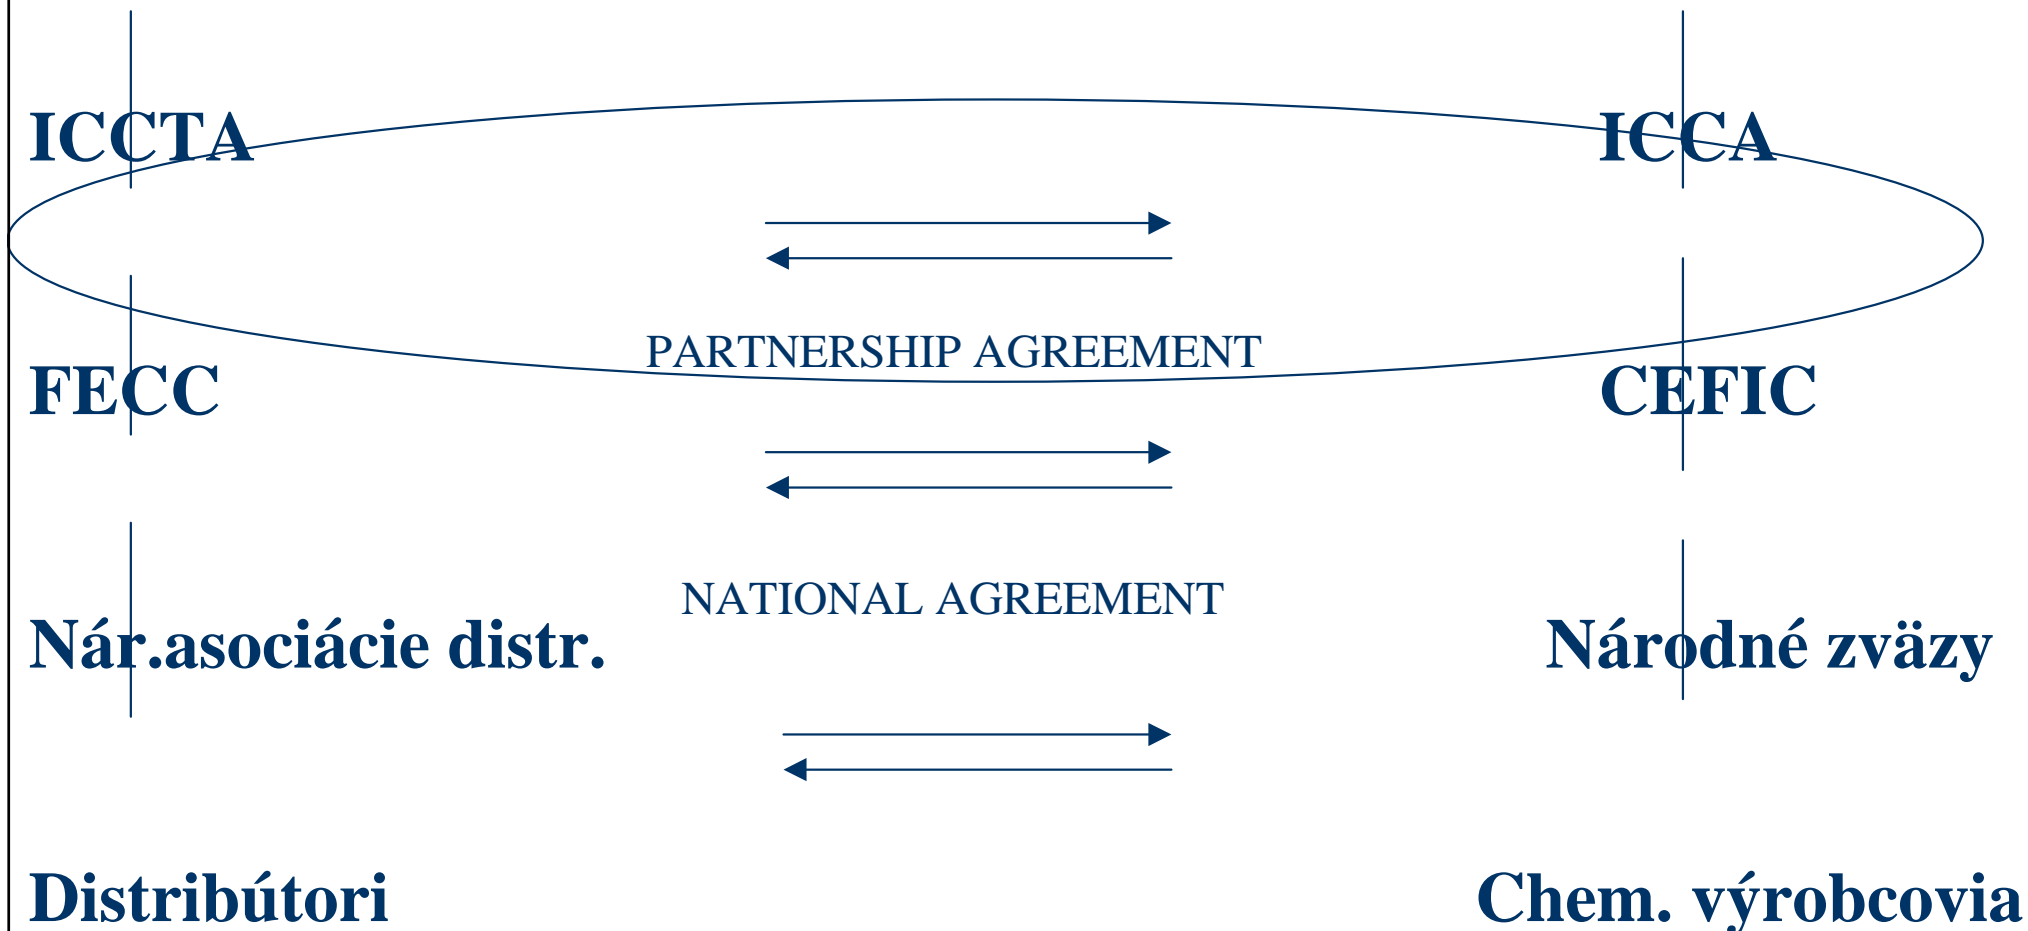 ICCTA ICCA
PARTNERSHIP AGREEMENT
FECC CEFIC
NATIONAL AGREEMENT
Nár.asociácie distr. Národné zväzy
Distribútori Chem. výrobcovia